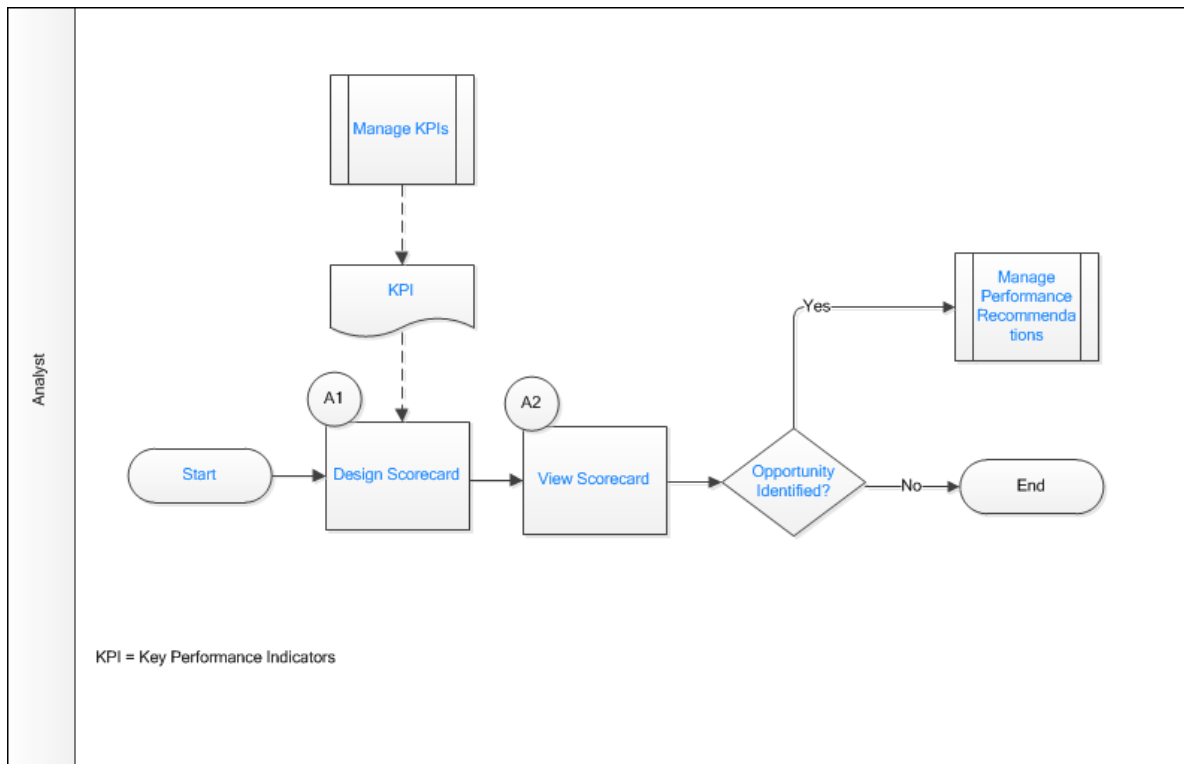 Analyst
Manage KPIs
KPI
A1
A2
Start
Design Scorecard
View Scorecard
Opportunity
Identified?
Yes
Manage
Performance
Recommenda
tions
No
End
KPI = Key Performance Indicators